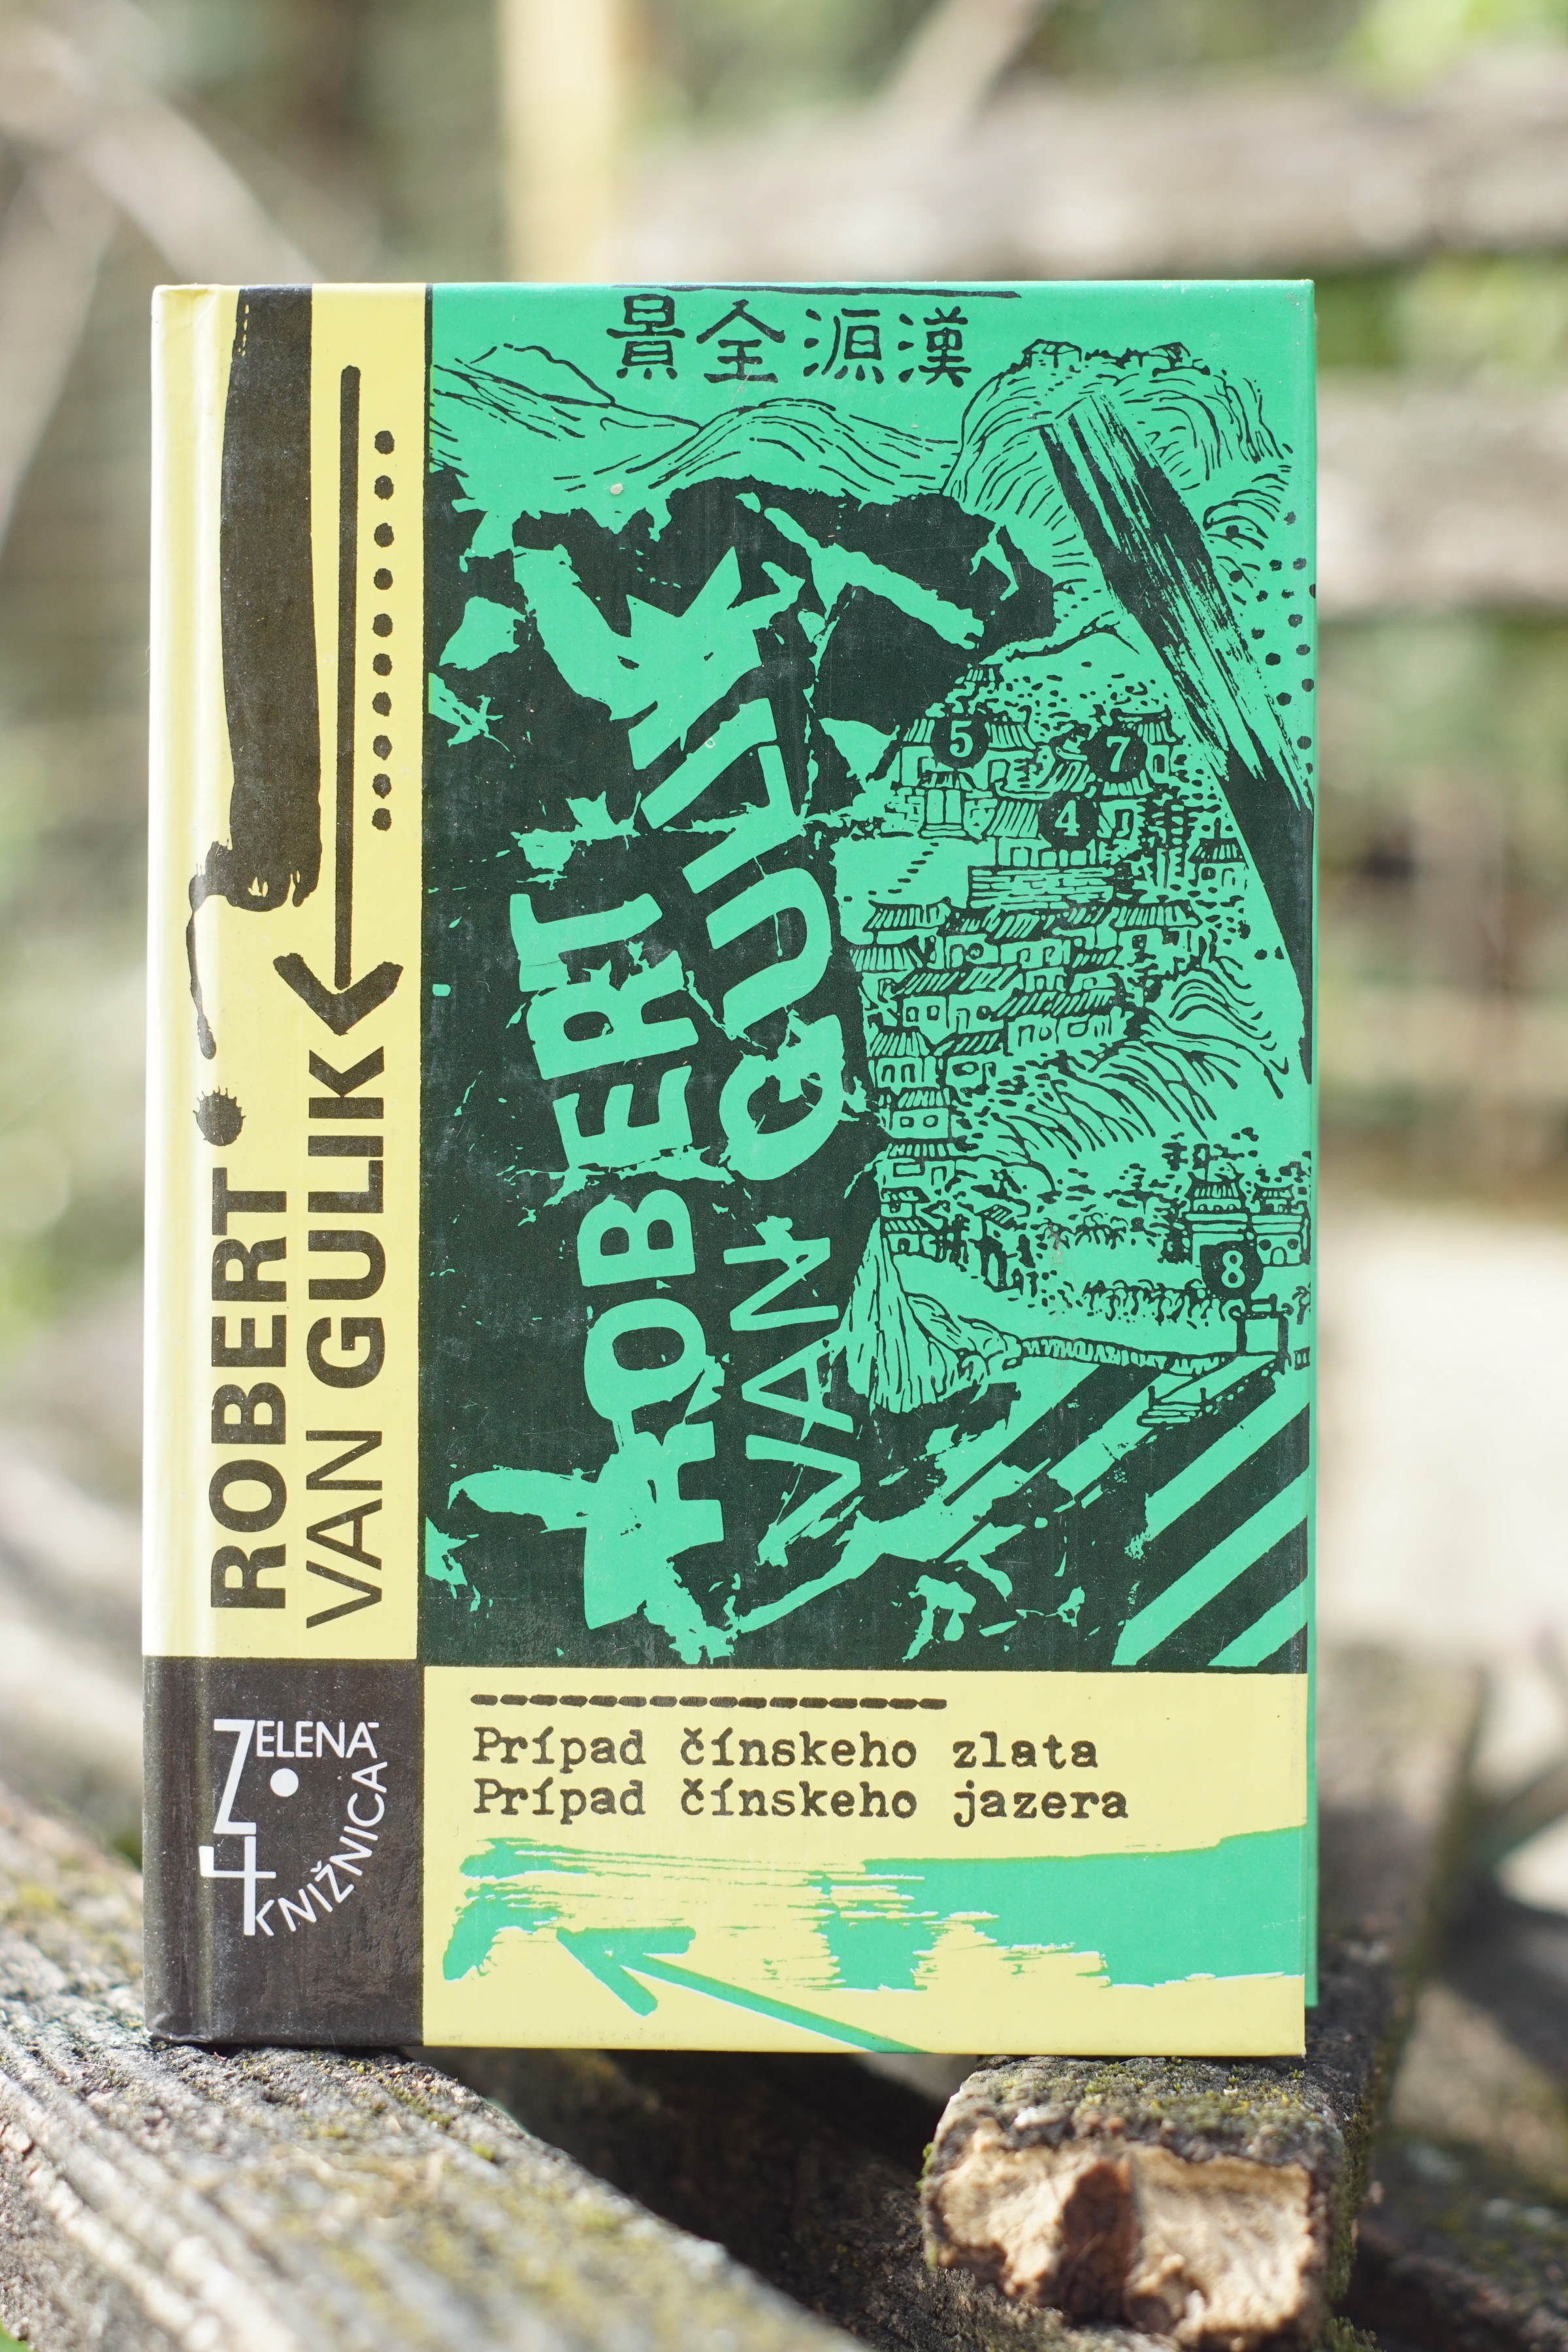 漢源全景
ROBERT
VAN GULIK
ROBERT
VAN GULIK
5
7
4
8
ZELENÁ
KNIŽNICA
Prípad čínskeho zlata
Prípad čínskeho jazera